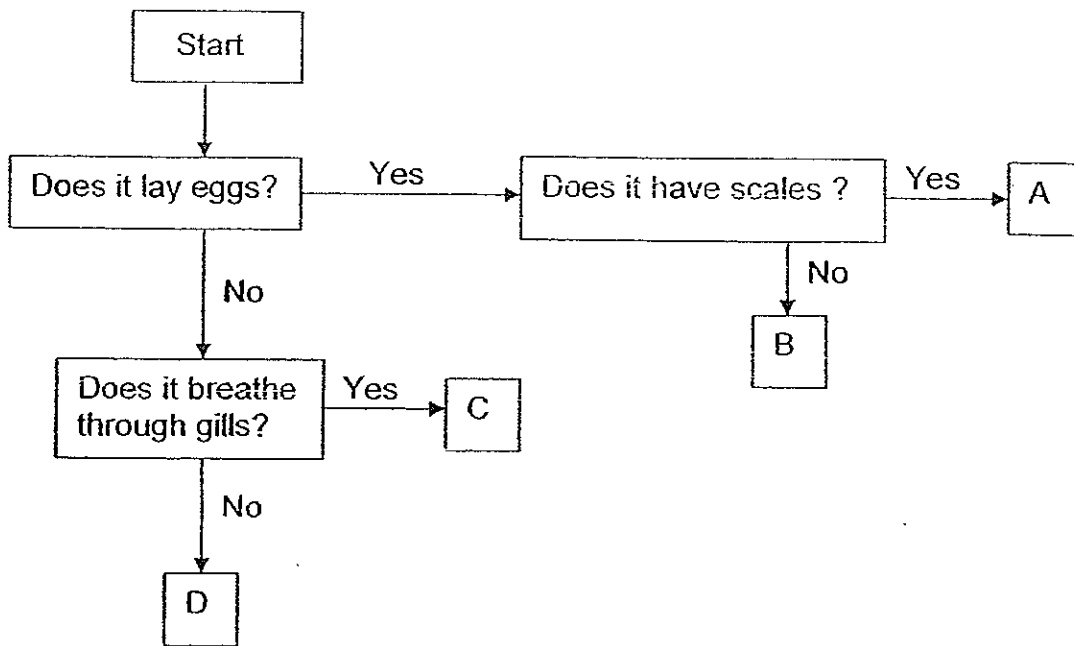 Start
Does it lay eggs?
Yes
Does it have scales ?
Yes
A
No
No
B
Does it breathe
through gills?
Yes
C
No
D